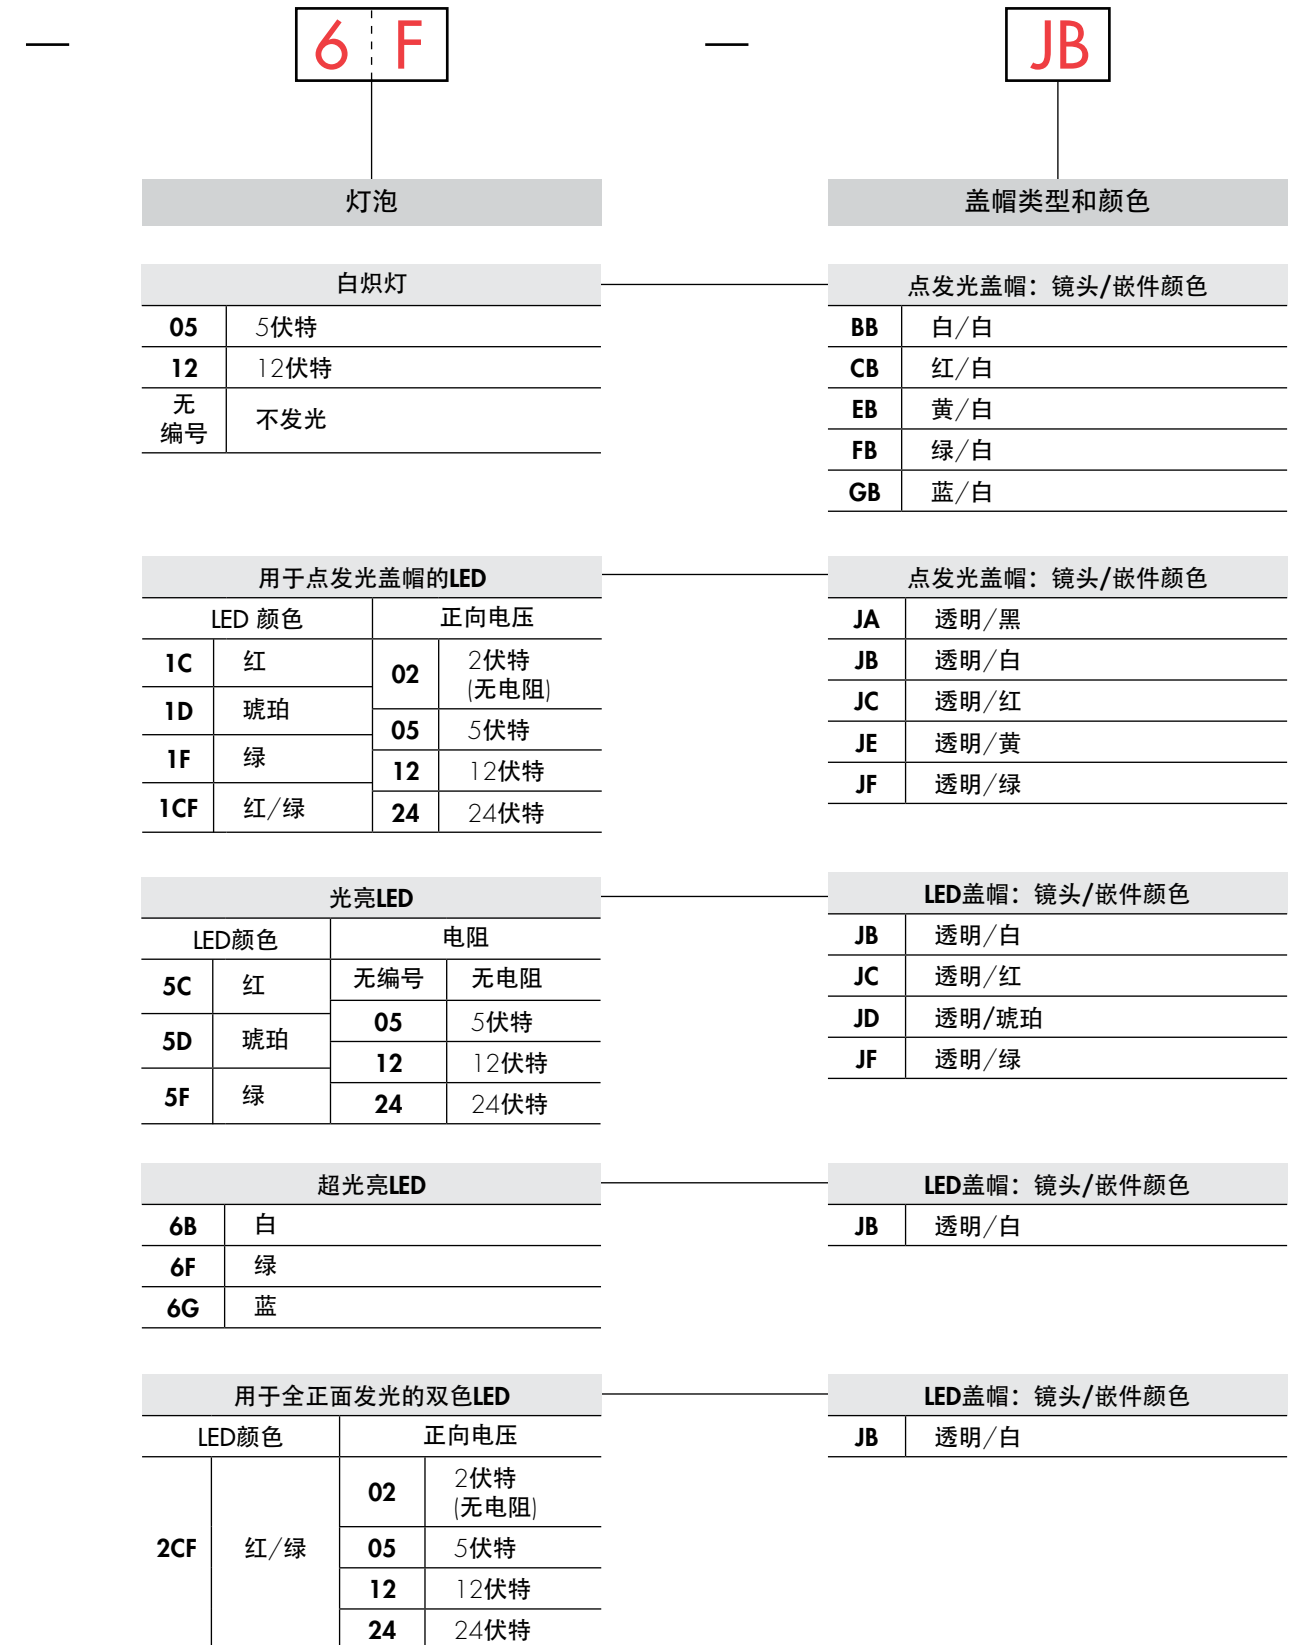 — 6 F — JB
灯泡
白炽灯
05 5伏特
12 12伏特
无
编号 不发光
用于点发光盖帽的LED
LED 颜色 正向电压
1C 红
1D 琥珀
1F 绿
1CF 红/绿
02 2伏特
(无电阻)
05 5伏特
12 12伏特
24 24伏特
光亮LED
LED颜色 电阻
5C 红
5D 琥珀
5F 绿
无编号 无电阻
05 5伏特
12 12伏特
24 24伏特
超光亮LED
6B 白
6F 绿
6G 蓝
用于全正面发光的双色LED
LED颜色 正向电压
2CF 红/绿
02 2伏特
(无电阻)
05 5伏特
12 12伏特
24 24伏特
盖帽类型和颜色
点发光盖帽：镜头/嵌件颜色
BB 白/白
CB 红/白
EB 黄/白
FB 绿/白
GB 蓝/白
点发光盖帽：镜头/嵌件颜色
JA 透明/黑
JB 透明/白
JC 透明/红
JE 透明/黄
JF 透明/绿
LED盖帽：镜头/嵌件颜色
JB 透明/白
JC 透明/红
JD 透明/琥珀
JF 透明/绿
LED盖帽：镜头/嵌件颜色
JB 透明/白
LED盖帽：镜头/嵌件颜色
JB 透明/白